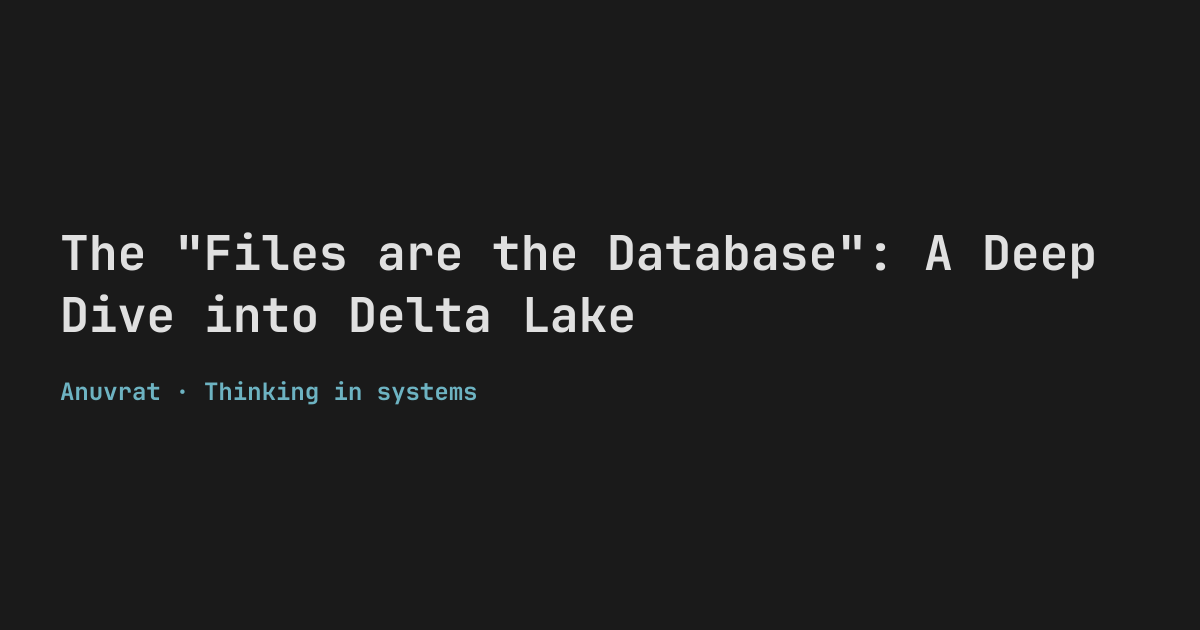 The "Files are the Database": A Deep
Dive into Delta Lake
Anuvrat · Thinking in systems